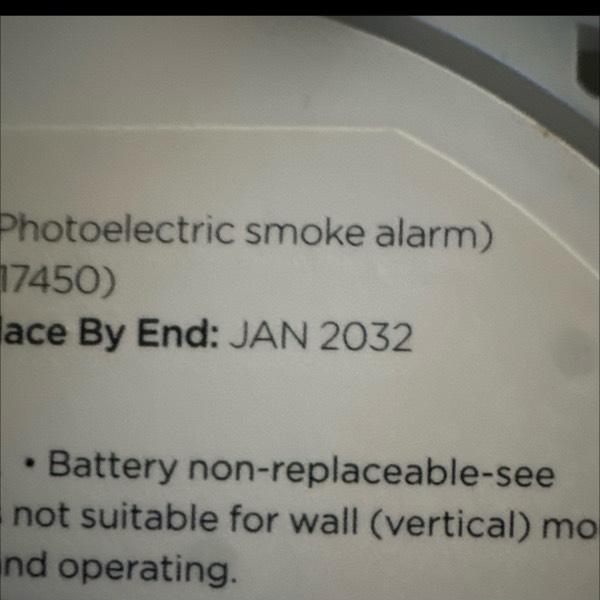 Photoelectric smoke alarm)
17450)
lace By End: JAN 2032
• Battery non-replaceable-see
not suitable for wall (vertical) mo
nd operating.